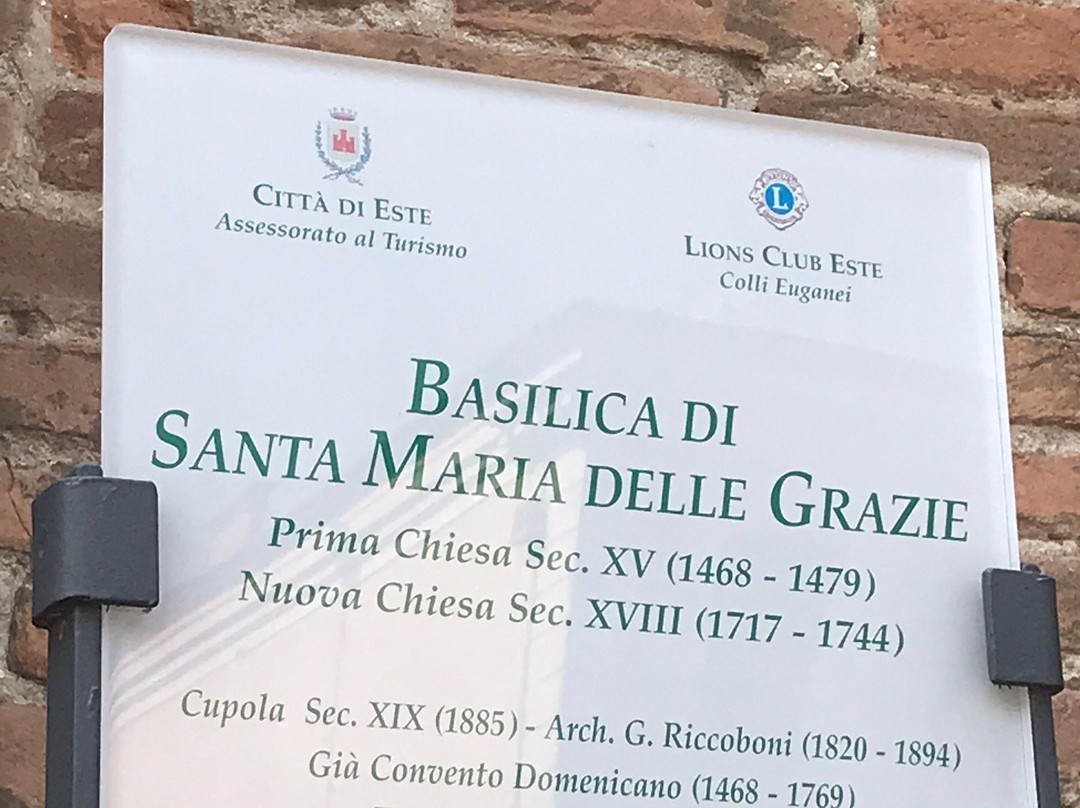 CITTÀ DI ESTE
Assessorato al Turismo
L
LIONS CLUB ESTE
Colli Euganei
BASILICA DI
SANTA MARIA DELLE GRAZIE
Prima Chiesa Sec. XV (1468 - 1479)
Nuova Chiesa Sec. XVIII (1717 - 1744)
Cupola Sec. XIX (1885) - Arch. G. Riccoboni (1820 - 1894)
Già Convento Domenicano (1468 - 1769)